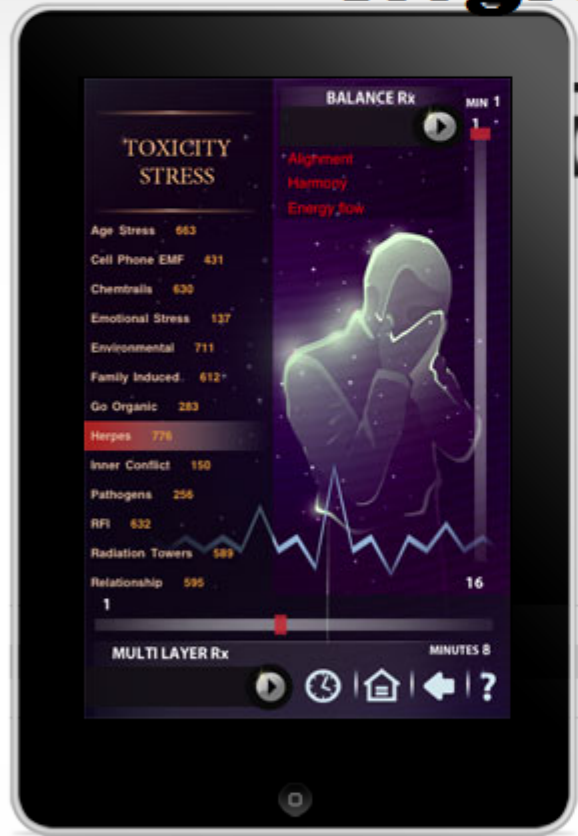 BALANCE Rx
MIN 1
1
TOXICITY
STRESS
Alignment
Harmony
Energy flow
Age Stress 663
Cell Phone EMF 431
Chemtrails 630
Emotional Stress 137
Environmental 711
Family Induced 612
Go Organic 283
Herpes 776
Inner Conflict 150
Pathogens 256
RFI 632
Radiation Towers 589
Relationship 595
16
1
MULTI LAYER Rx
MINUTES 8
?